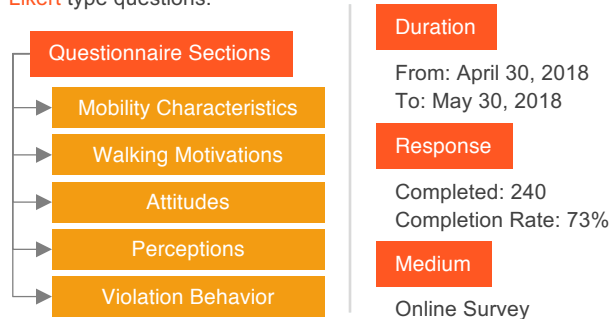 Likert type questions.
Questionnaire Sections
Mobility Characteristics
Walking Motivations
Attitudes
Perceptions
Violation Behavior
Duration
From: April 30, 2018
To: May 30, 2018
Response
Completed: 240
Completion Rate: 73%
Medium
Online Survey